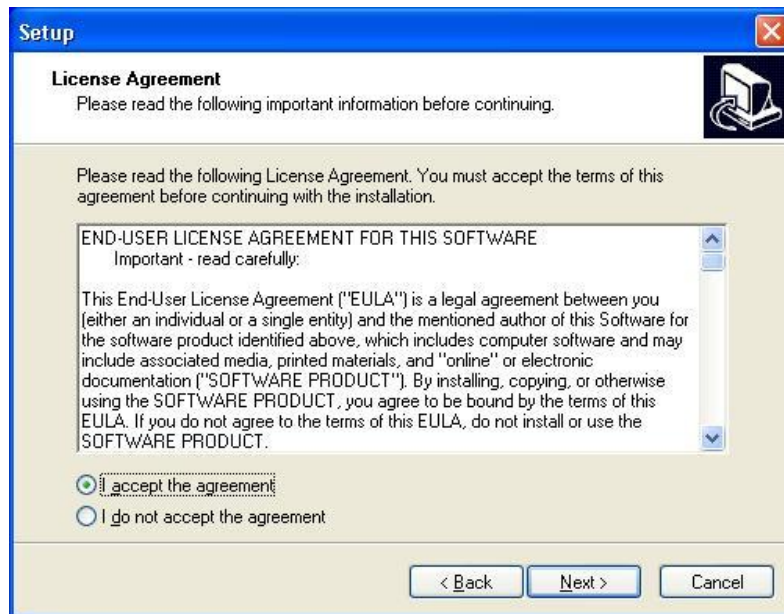 Setup
License Agreement
Please read the following important information before continuing.
Please read the following License Agreement. You must accept the terms of this
agreement before continuing with the installation.
END-USER LICENSE AGREEMENT FOR THIS SOFTWARE
Important - read carefully:
This End-User License Agreement ("EULA") is a legal agreement between you
(either an individual or a single entity) and the mentioned author of this Software for
the software product identified above, which includes computer software and may
include associated media, printed materials, and "online" or electronic
documentation ("SOFTWARE PRODUCT"). By installing, copying, or otherwise
using the SOFTWARE PRODUCT, you agree to be bound by the terms of this
EULA. If you do not agree to the terms of this EULA, do not install or use the
SOFTWARE PRODUCT.
I accept the agreement
I do not accept the agreement
< Back Next > Cancel